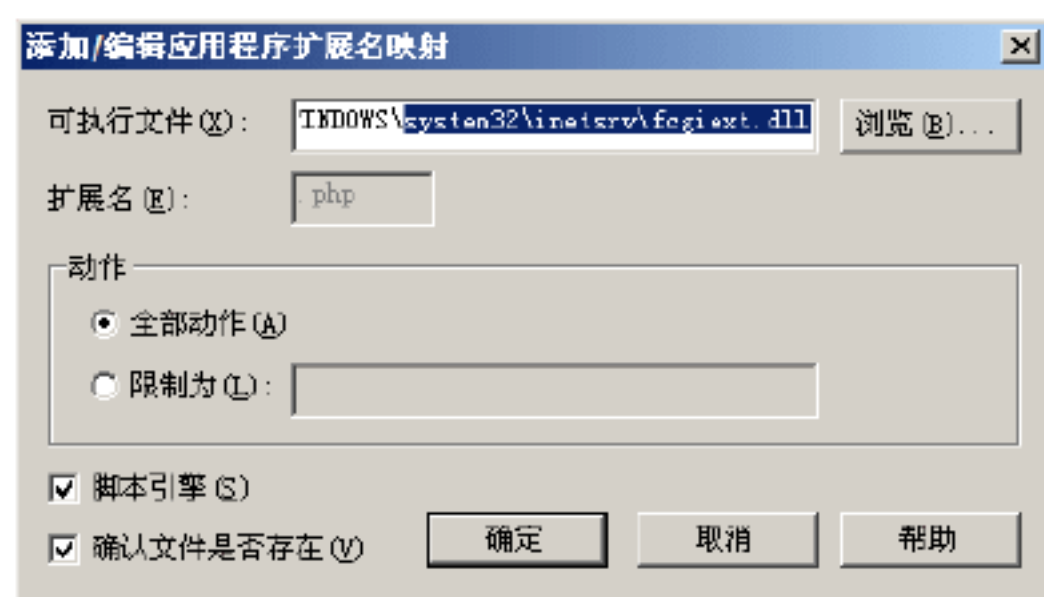 添加/编辑应用程序扩展名映射
可执行文件(X): INDOWS\system32\inetsrv\fcgiext.dll 浏览(B)...
扩展名(E): .php
动作
全部动作(A)
限制为(L):
脚本引擎(S)
确认文件是否存在(V) 确定 取消 帮助